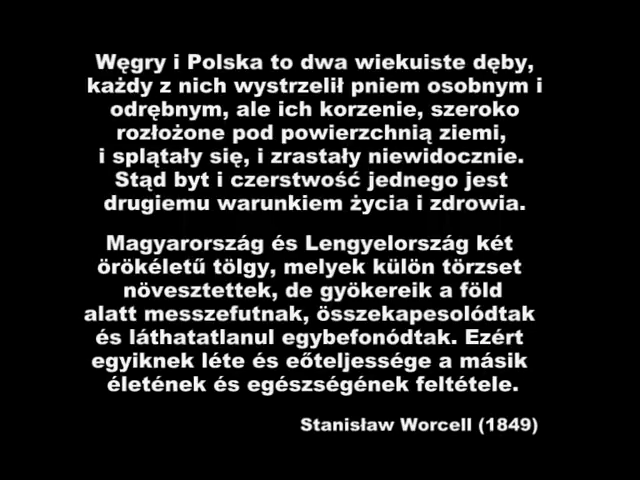 Węgry i Polska to dwa wiekuiste dęby,
każdy z nich wystrzelił pniem osobnym i
odrębnym, ale ich korzenie, szeroko
rozłożone pod powierzchnią ziemi,
i splątały się, i zrastały niewidocznie.
Stąd byt i czerstwość jednego jest
drugiemu warunkiem życia i zdrowia.
Magyarország és Lengyelország két
örökéletű tölgy, melyek külön törzset
növesztettek, de gyökereik a föld
alatt messzefutnak, összekapesolódtak
és láthatatlanul egybefonódtak. Ezért
egyiknek léte és eőteljessége a másik
életének és egészségének feltétele.
Stanisław Worcell (1849)